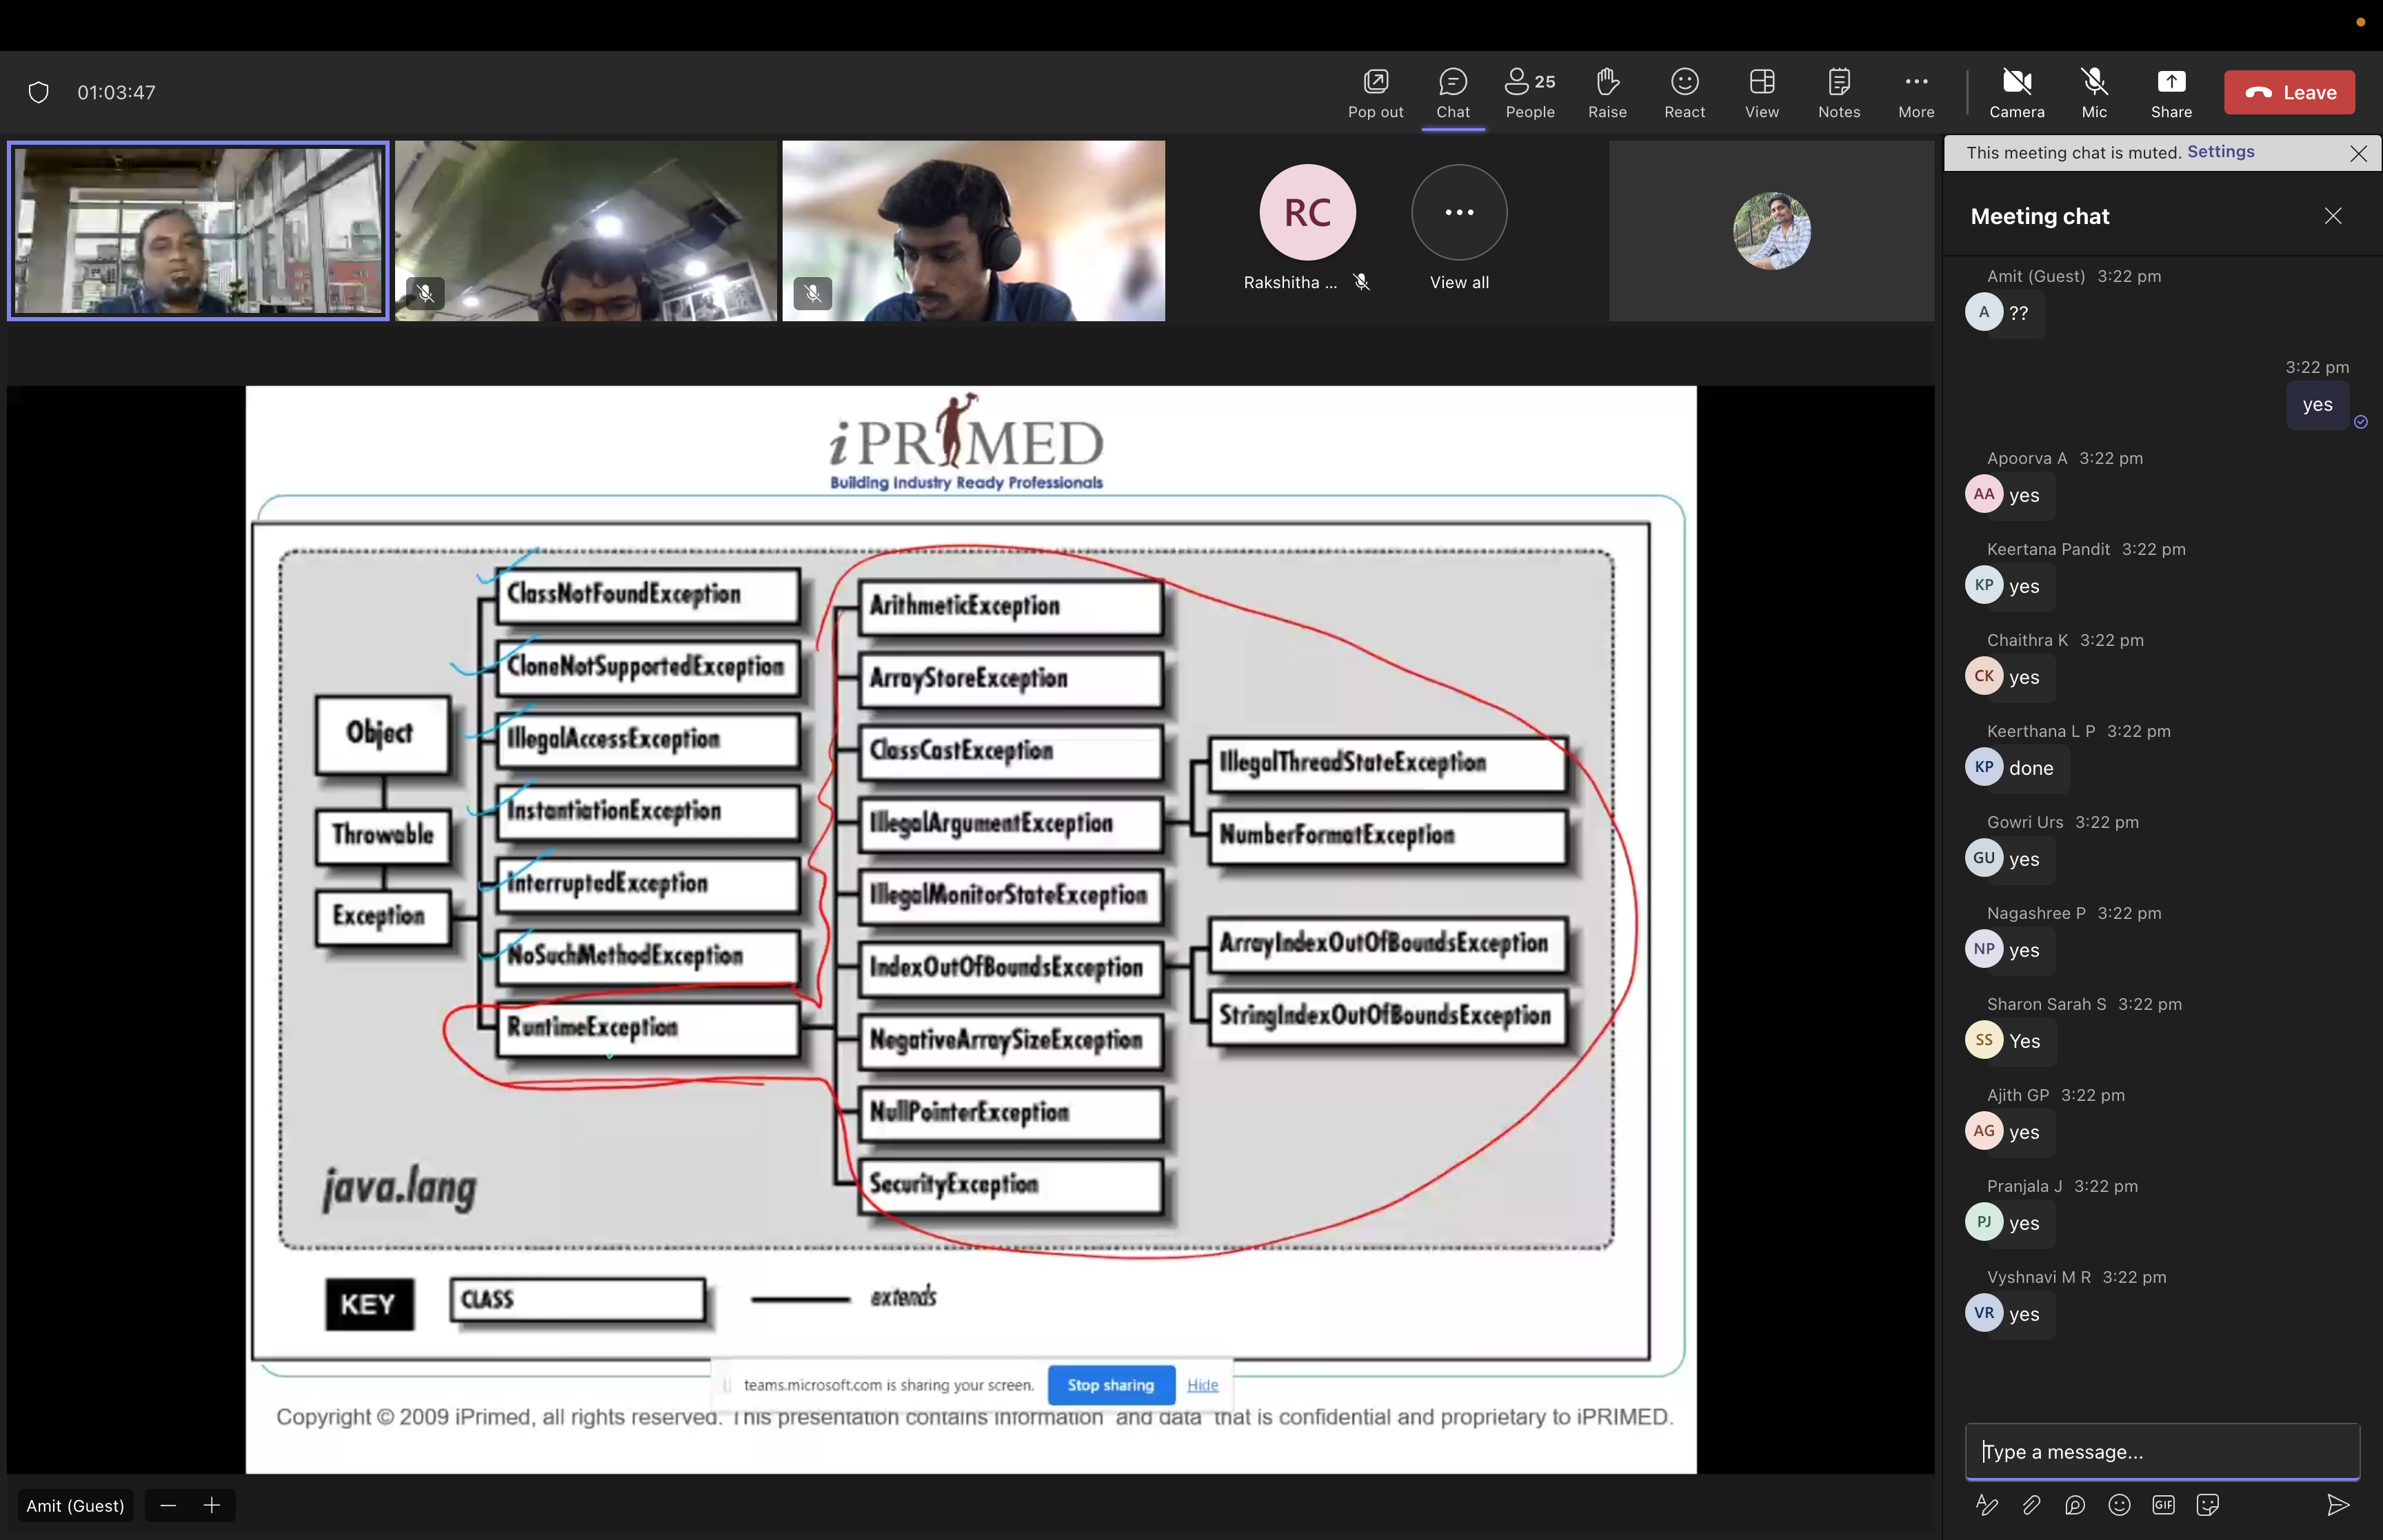 01:03:47
Pop out
Chat
People
25
Raise
React
View
Notes
More
Camera
Mic
Share
Leave
RC
Rakshitha ...
View all
iPRIMED
Building Industry Ready Professionals
Object
Throwable
Exception
ClassNotFoundException
CloneNotSupportedException
IllegalAccessException
InstantiationException
InterruptedException
NoSuchMethodException
RuntimeException
ArithmeticException
ArrayStoreException
ClassCastException
IllegalArgumentException
IllegalMonitorStateException
IndexOutOfBoundsException
NegativeArraySizeException
NullPointerException
SecurityException
IllegalThreadStateException
NumberFormatException
ArrayIndexOutOfBoundsException
StringIndexOutOfBoundsException
java.lang
KEY
CLASS
extends
teams.microsoft.com is sharing your screen.
Stop sharing
Hide
Copyright © 2009 iPrimed, all rights reserved. This presentation contains information and data that is confidential and proprietary to iPRIMED.
Amit (Guest)
This meeting chat is muted. Settings
Meeting chat
Amit (Guest) 3:22 pm
A
??
3:22 pm
yes
Apoorva A 3:22 pm
AA
yes
Keertana Pandit 3:22 pm
KP
yes
Chaithra K 3:22 pm
CK
yes
Keerthana L P 3:22 pm
KP
done
Gowri Urs 3:22 pm
GU
yes
Nagashree P 3:22 pm
NP
yes
Sharon Sarah S 3:22 pm
SS
Yes
Ajith GP 3:22 pm
AG
yes
Pranjala J 3:22 pm
PJ
yes
Vyshnavi M R 3:22 pm
VR
yes
Type a message...
GIF